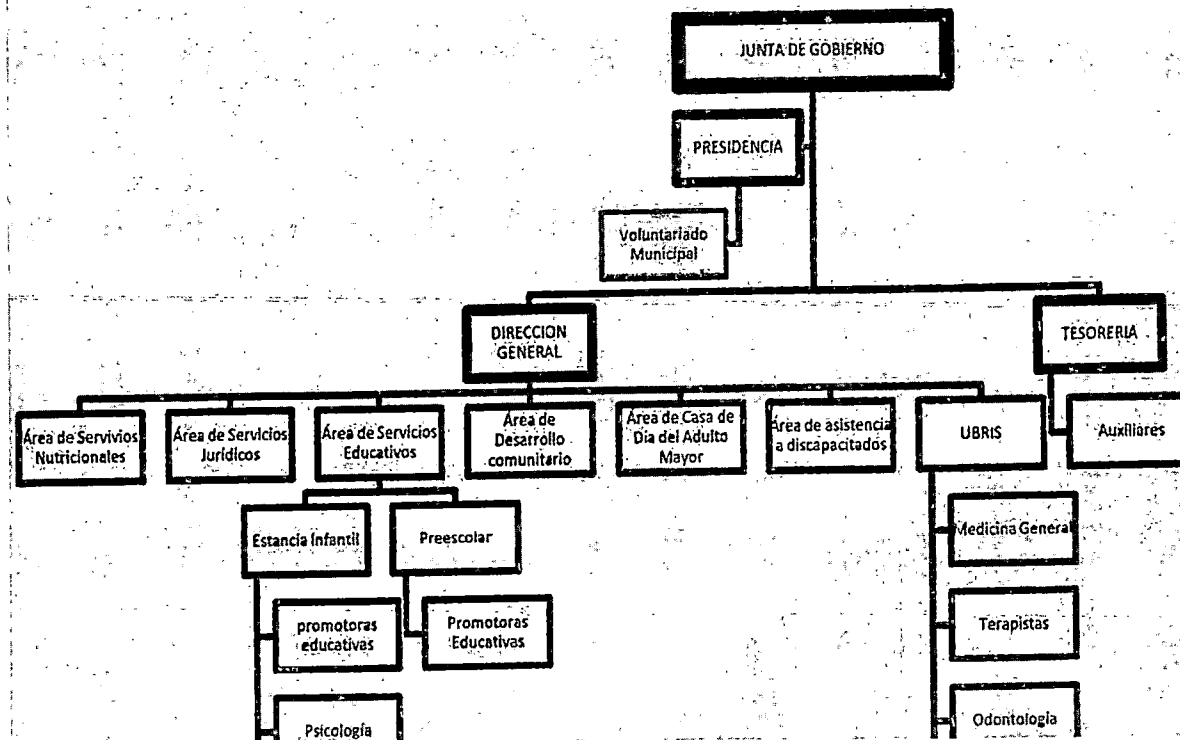 JUNTA DE GOBIERNO
PRESIDENCIA
Voluntariado
Municipal
DIRECCION
GENERAL
TESORERIA
Área de Servivios
Nutricionales
Área de Servicios
Jurídicos
Área de Servicios
Educativos
Área de
Desarrollo
comunitario
Área de Casa de
Día del Adulto
Mayor
Área de asistencia
a discapacitados
UBRIS
Auxiliares
Estancia Infantil
Preescolar
Medicina General
promotoras
educativas
Promotoras
Educativas
Terapistas
Psicología
Odontologia